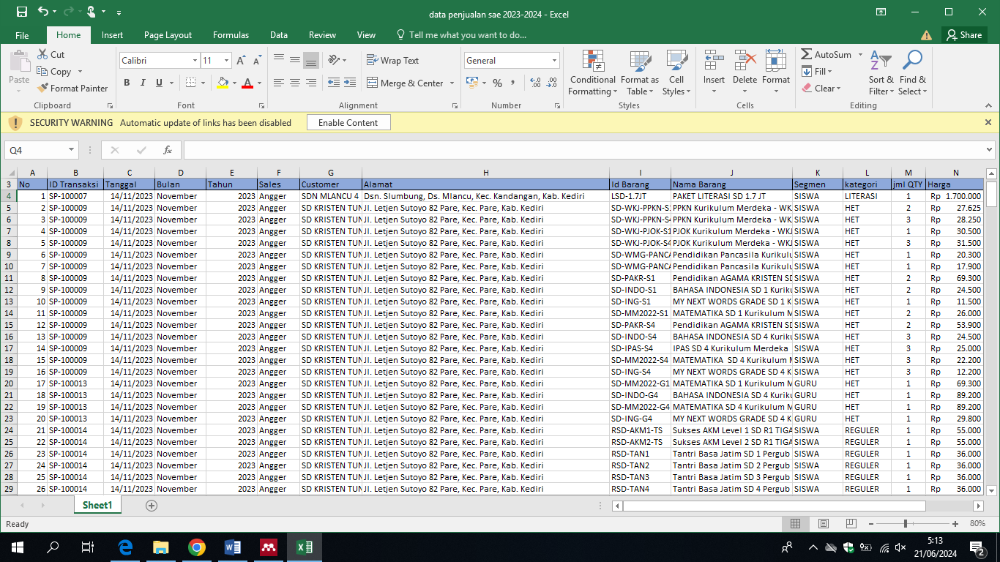 data penjualan sae 2023-2024 - Excel
File Home Insert Page Layout Formulas Data Review View Tell me what you want to do... Share
Paste Cut Copy Format Painter
Calibri 11
B I U A
Wrap Text
Merge & Center
General
% ,
Conditional Formatting Format as Table Cell Styles
Insert Delete Format
AutoSum Fill Clear
Sort & Filter Find & Select
Clipboard Font Alignment Number Styles Cells Editing
SECURITY WARNING Automatic update of links has been disabled Enable Content
Q4 fx
A B C D E F G H I J K L M N
3 No ID Transaksi Tanggal Bulan Tahun Sales Customer Alamat Id Barang Nama Barang Segmen kategori jml QTY Harga
4 1 SP-100007 14/11/2023 November 2023 Angger SDN MLANCU 4 Dsn. Slumbung, Ds. Mlancu, Kec. Kandangan, Kab. Kediri LSD-1.7JT PAKET LITERASI SD 1.7 JT SISWA LITERASI 1 Rp 1.700.000
5 2 SP-100009 14/11/2023 November 2023 Angger SD KRISTEN TUN Jl. Letjen Sutoyo 82 Pare, Kec. Pare, Kab. Kediri SD-WKJ-PPKN-S PPKN Kurikulum Merdeka - WK SISWA HET 2 Rp 27.625
6 3 SP-100009 14/11/2023 November 2023 Angger SD KRISTEN TUN Jl. Letjen Sutoyo 82 Pare, Kec. Pare, Kab. Kediri SD-WKJ-PPKN-S4 PPKN Kurikulum Merdeka - WK SISWA HET 3 Rp 28.250
7 4 SP-100009 14/11/2023 November 2023 Angger SD KRISTEN TUN Jl. Letjen Sutoyo 82 Pare, Kec. Pare, Kab. Kediri SD-WKJ-PJOK-S1 PJOK Kurikulum Merdeka - WKJ SISWA HET 1 Rp 30.500
8 5 SP-100009 14/11/2023 November 2023 Angger SD KRISTEN TUN Jl. Letjen Sutoyo 82 Pare, Kec. Pare, Kab. Kediri SD-WKJ-PJOK-S4 PJOK Kurikulum Merdeka - WKJ SISWA HET 3 Rp 31.500
9 6 SP-100009 14/11/2023 November 2023 Angger SD KRISTEN TUN Jl. Letjen Sutoyo 82 Pare, Kec. Pare, Kab. Kediri SD-WMG-PANCA Pendidikan Pancasila Kurikulu SISWA HET 1 Rp 20.300
10 7 SP-100009 14/11/2023 November 2023 Angger SD KRISTEN TUN Jl. Letjen Sutoyo 82 Pare, Kec. Pare, Kab. Kediri SD-WMG-PANCA Pendidikan Pancasila Kurikulu SISWA HET 1 Rp 17.900
11 8 SP-100009 14/11/2023 November 2023 Angger SD KRISTEN TUN Jl. Letjen Sutoyo 82 Pare, Kec. Pare, Kab. Kediri SD-PAKR-S1 Pendidikan AGAMA KRISTEN SD SISWA HET 2 Rp 69.300
12 9 SP-100009 14/11/2023 November 2023 Angger SD KRISTEN TUN Jl. Letjen Sutoyo 82 Pare, Kec. Pare, Kab. Kediri SD-INDO-S1 BAHASA INDONESIA SD 1 Kuriku SISWA HET 2 Rp 24.500
13 10 SP-100009 14/11/2023 November 2023 Angger SD KRISTEN TUN Jl. Letjen Sutoyo 82 Pare, Kec. Pare, Kab. Kediri SD-ING-S1 MY NEXT WORDS GRADE SD 1 K SISWA HET 1 Rp 11.500
14 11 SP-100009 14/11/2023 November 2023 Angger SD KRISTEN TUN Jl. Letjen Sutoyo 82 Pare, Kec. Pare, Kab. Kediri SD-MM2022-S1 MATEMATIKA SD 1 Kurikulum M SISWA HET 2 Rp 26.000
15 12 SP-100009 14/11/2023 November 2023 Angger SD KRISTEN TUN Jl. Letjen Sutoyo 82 Pare, Kec. Pare, Kab. Kediri SD-PAKR-S4 Pendidikan AGAMA KRISTEN SD SISWA HET 2 Rp 53.900
16 13 SP-100009 14/11/2023 November 2023 Angger SD KRISTEN TUN Jl. Letjen Sutoyo 82 Pare, Kec. Pare, Kab. Kediri SD-INDO-S4 BAHASA INDONESIA SD 4 Kuriku SISWA HET 3 Rp 24.500
17 14 SP-100009 14/11/2023 November 2023 Angger SD KRISTEN TUN Jl. Letjen Sutoyo 82 Pare, Kec. Pare, Kab. Kediri SD-IPAS-S4 IPAS SD 4 Kurikulum Merdeka SISWA HET 3 Rp 25.000
18 15 SP-100009 14/11/2023 November 2023 Angger SD KRISTEN TUN Jl. Letjen Sutoyo 82 Pare, Kec. Pare, Kab. Kediri SD-MM2022-S4 MATEMATIKA SD 4 Kurikulum M SISWA HET 3 Rp 22.200
19 16 SP-100009 14/11/2023 November 2023 Angger SD KRISTEN TUN Jl. Letjen Sutoyo 82 Pare, Kec. Pare, Kab. Kediri SD-ING-S4 MY NEXT WORDS GRADE SD 4 K SISWA HET 3 Rp 12.200
20 17 SP-100013 14/11/2023 November 2023 Angger SD KRISTEN TUN Jl. Letjen Sutoyo 82 Pare, Kec. Pare, Kab. Kediri SD-MM2022-G1 MATEMATIKA SD 1 Kurikulum M GURU HET 1 Rp 69.300
21 18 SP-100013 14/11/2023 November 2023 Angger SD KRISTEN TUN Jl. Letjen Sutoyo 82 Pare, Kec. Pare, Kab. Kediri SD-INDO-G4 BAHASA INDONESIA SD 4 Kuriku GURU HET 1 Rp 89.200
22 19 SP-100013 14/11/2023 November 2023 Angger SD KRISTEN TUN Jl. Letjen Sutoyo 82 Pare, Kec. Pare, Kab. Kediri SD-MM2022-G4 MATEMATIKA SD 4 Kurikulum M GURU HET 1 Rp 89.200
23 20 SP-100013 14/11/2023 November 2023 Angger SD KRISTEN TUN Jl. Letjen Sutoyo 82 Pare, Kec. Pare, Kab. Kediri SD-ING-G4 MY NEXT WORDS GRADE SD 4 K GURU HET 1 Rp 29.800
24 21 SP-100014 14/11/2023 November 2023 Angger SD KRISTEN TUN Jl. Letjen Sutoyo 82 Pare, Kec. Pare, Kab. Kediri RSD-AKM1-TS Sukses AKM Level 1 SD R1 TIGA SISWA REGULER 1 Rp 55.000
25 22 SP-100014 14/11/2023 November 2023 Angger SD KRISTEN TUN Jl. Letjen Sutoyo 82 Pare, Kec. Pare, Kab. Kediri RSD-AKM2-TS Sukses AKM Level 2 SD R1 TIGA SISWA REGULER 1 Rp 55.000
26 23 SP-100014 14/11/2023 November 2023 Angger SD KRISTEN TUN Jl. Letjen Sutoyo 82 Pare, Kec. Pare, Kab. Kediri RSD-TAN1 Tantri Basa Jatim SD 1 Pergub SISWA REGULER 1 Rp 36.000
27 24 SP-100014 14/11/2023 November 2023 Angger SD KRISTEN TUN Jl. Letjen Sutoyo 82 Pare, Kec. Pare, Kab. Kediri RSD-TAN2 Tantri Basa Jatim SD 2 Pergub SISWA REGULER 1 Rp 36.000
28 25 SP-100014 14/11/2023 November 2023 Angger SD KRISTEN TUN Jl. Letjen Sutoyo 82 Pare, Kec. Pare, Kab. Kediri RSD-TAN3 Tantri Basa Jatim SD 3 Pergub SISWA REGULER 1 Rp 36.000
29 26 SP-100014 14/11/2023 November 2023 Angger SD KRISTEN TUN Jl. Letjen Sutoyo 82 Pare, Kec. Pare, Kab. Kediri RSD-TAN4 Tantri Basa Jatim SD 4 Pergub SISWA REGULER 1 Rp 36.000
Sheet1
Ready 80%
5:13
21/06/2024
2